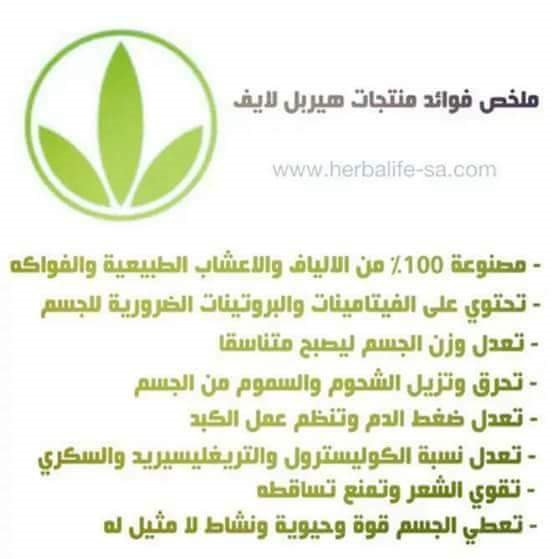 ملخص فوائد منتجات هيربل لايف
www.herbalife-sa.com
- مصنوعة 100٪ من الالياف والاعشاب الطبيعية والفواكه
- تحتوي على الفيتامينات والبروتينات الضرورية للجسم
- تعدل وزن الجسم ليصبح متناسقا
- تحرق وتزيل الشحوم والسموم من الجسم
- تعدل ضغط الدم وتنظم عمل الكبد
- تعدل نسبة الكوليسترول والتريغليسيريد والسكري
- تقوي الشعر وتمنع تساقطه
- تعطي الجسم قوة وحيوية ونشاط لا مثيل له